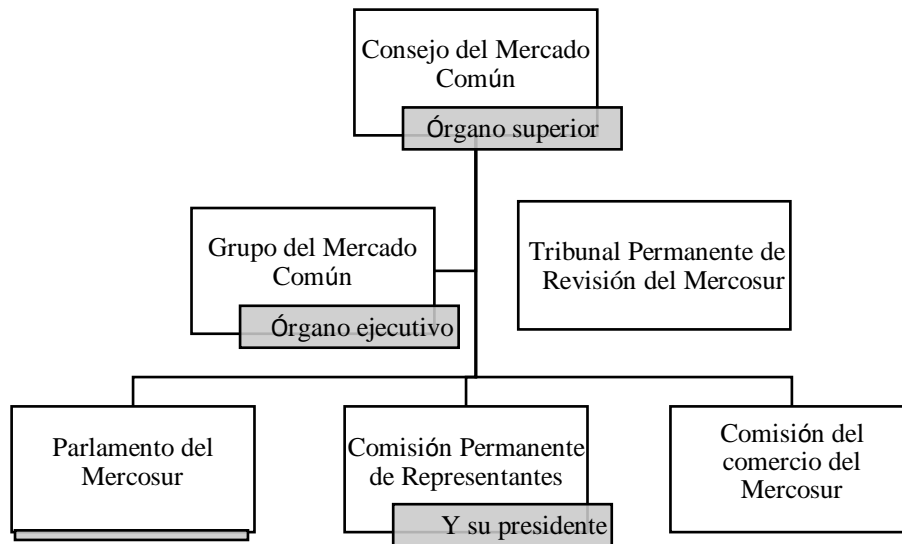 Consejo del Mercado
Común
Órgano superior
Grupo del Mercado
Común
Órgano ejecutivo
Tribunal Permanente de
Revisión del Mercosur
Parlamento del
Mercosur
Comisión Permanente
de Representantes
Y su presidente
Comisión del
comercio del
Mercosur